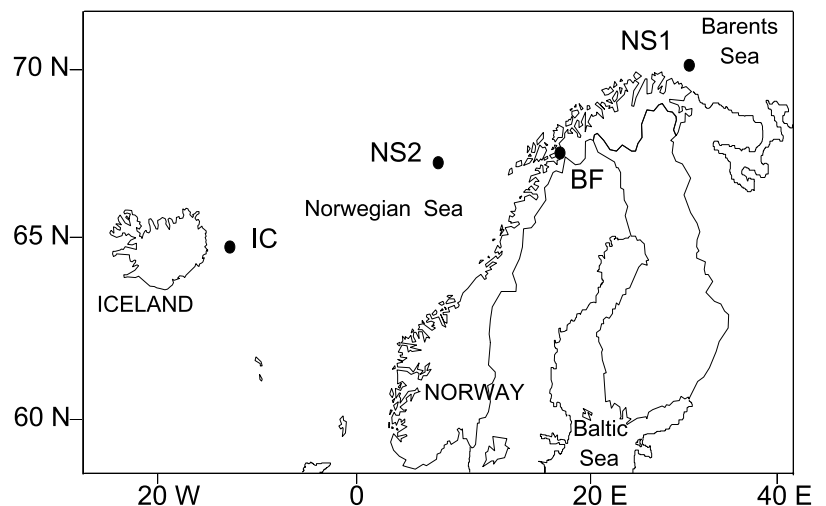 Barents
Sea
NS1
70 N
NS2
BF
Norwegian Sea
65 N
IC
ICELAND
NORWAY
60 N
Baltic
Sea
20 W
0
20 E
40 E